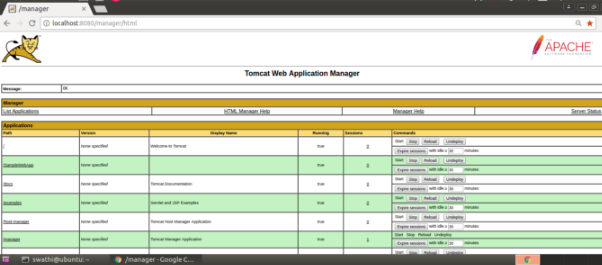 /manager
localhost:8080/manager/html
THE
APACHE
SOFTWARE FOUNDATION
Tomcat Web Application Manager
Message: OK
Manager
List Applications HTML Manager Help Manager Help Server Status
Applications
Path Version Display Name Running Sessions Commands
/ None specified Welcome to Tomcat true 0 Start Stop Reload Undeploy
Expire sessions with idle ≥ 30 minutes
None specified true 0 Start Stop Reload Undeploy
Expire sessions with idle ≥ 30 minutes
/docs None specified Tomcat Documentation true 0 Start Stop Reload Undeploy
Expire sessions with idle ≥ 30 minutes
/examples None specified Servlet and JSP Examples true 0 Start Stop Reload Undeploy
Expire sessions with idle ≥ 30 minutes
/host-manager None specified Tomcat Host Manager Application true 0 Start Stop Reload Undeploy
Expire sessions with idle ≥ 30 minutes
/manager None specified Tomcat Manager Application true 1 Start Stop Reload Undeploy
Expire sessions with idle ≥ 30 minutes
Start Stop Reload Undeploy
swathi@ubuntu: ~ /manager - Google C...